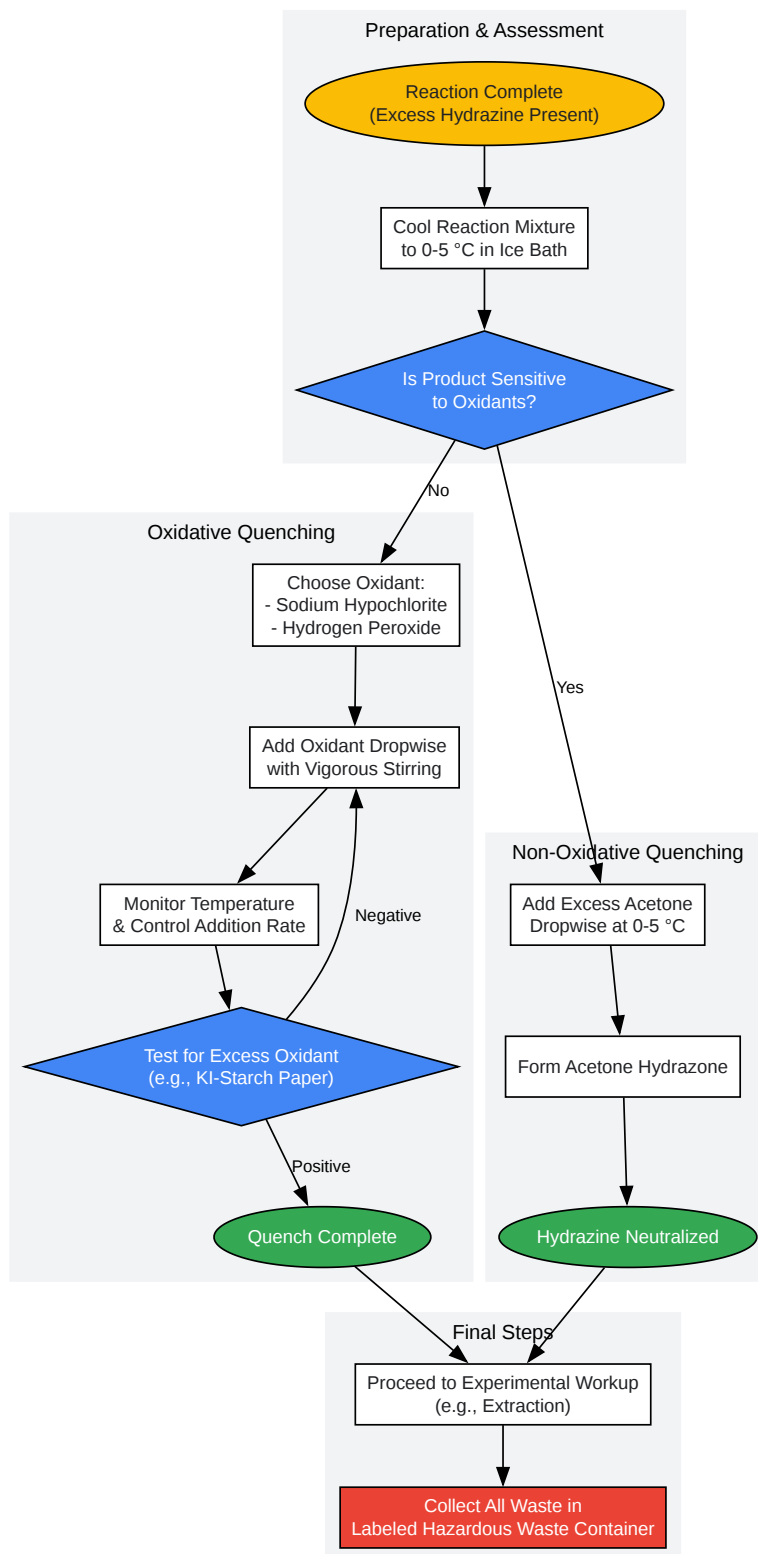 Preparation & Assessment
Reaction Complete
(Excess Hydrazine Present)
Cool Reaction Mixture
to 0-5 °C in Ice Bath
Is Product Sensitive
to Oxidants?
No
Yes
Oxidative Quenching
Choose Oxidant:
- Sodium Hypochlorite
- Hydrogen Peroxide
Add Oxidant Dropwise
with Vigorous Stirring
Monitor Temperature
& Control Addition Rate
Negative
Test for Excess Oxidant
(e.g., KI-Starch Paper)
Positive
Quench Complete
Non-Oxidative Quenching
Add Excess Acetone
Dropwise at 0-5 °C
Form Acetone Hydrazone
Hydrazine Neutralized
Final Steps
Proceed to Experimental Workup
(e.g., Extraction)
Collect All Waste in
Labeled Hazardous Waste Container